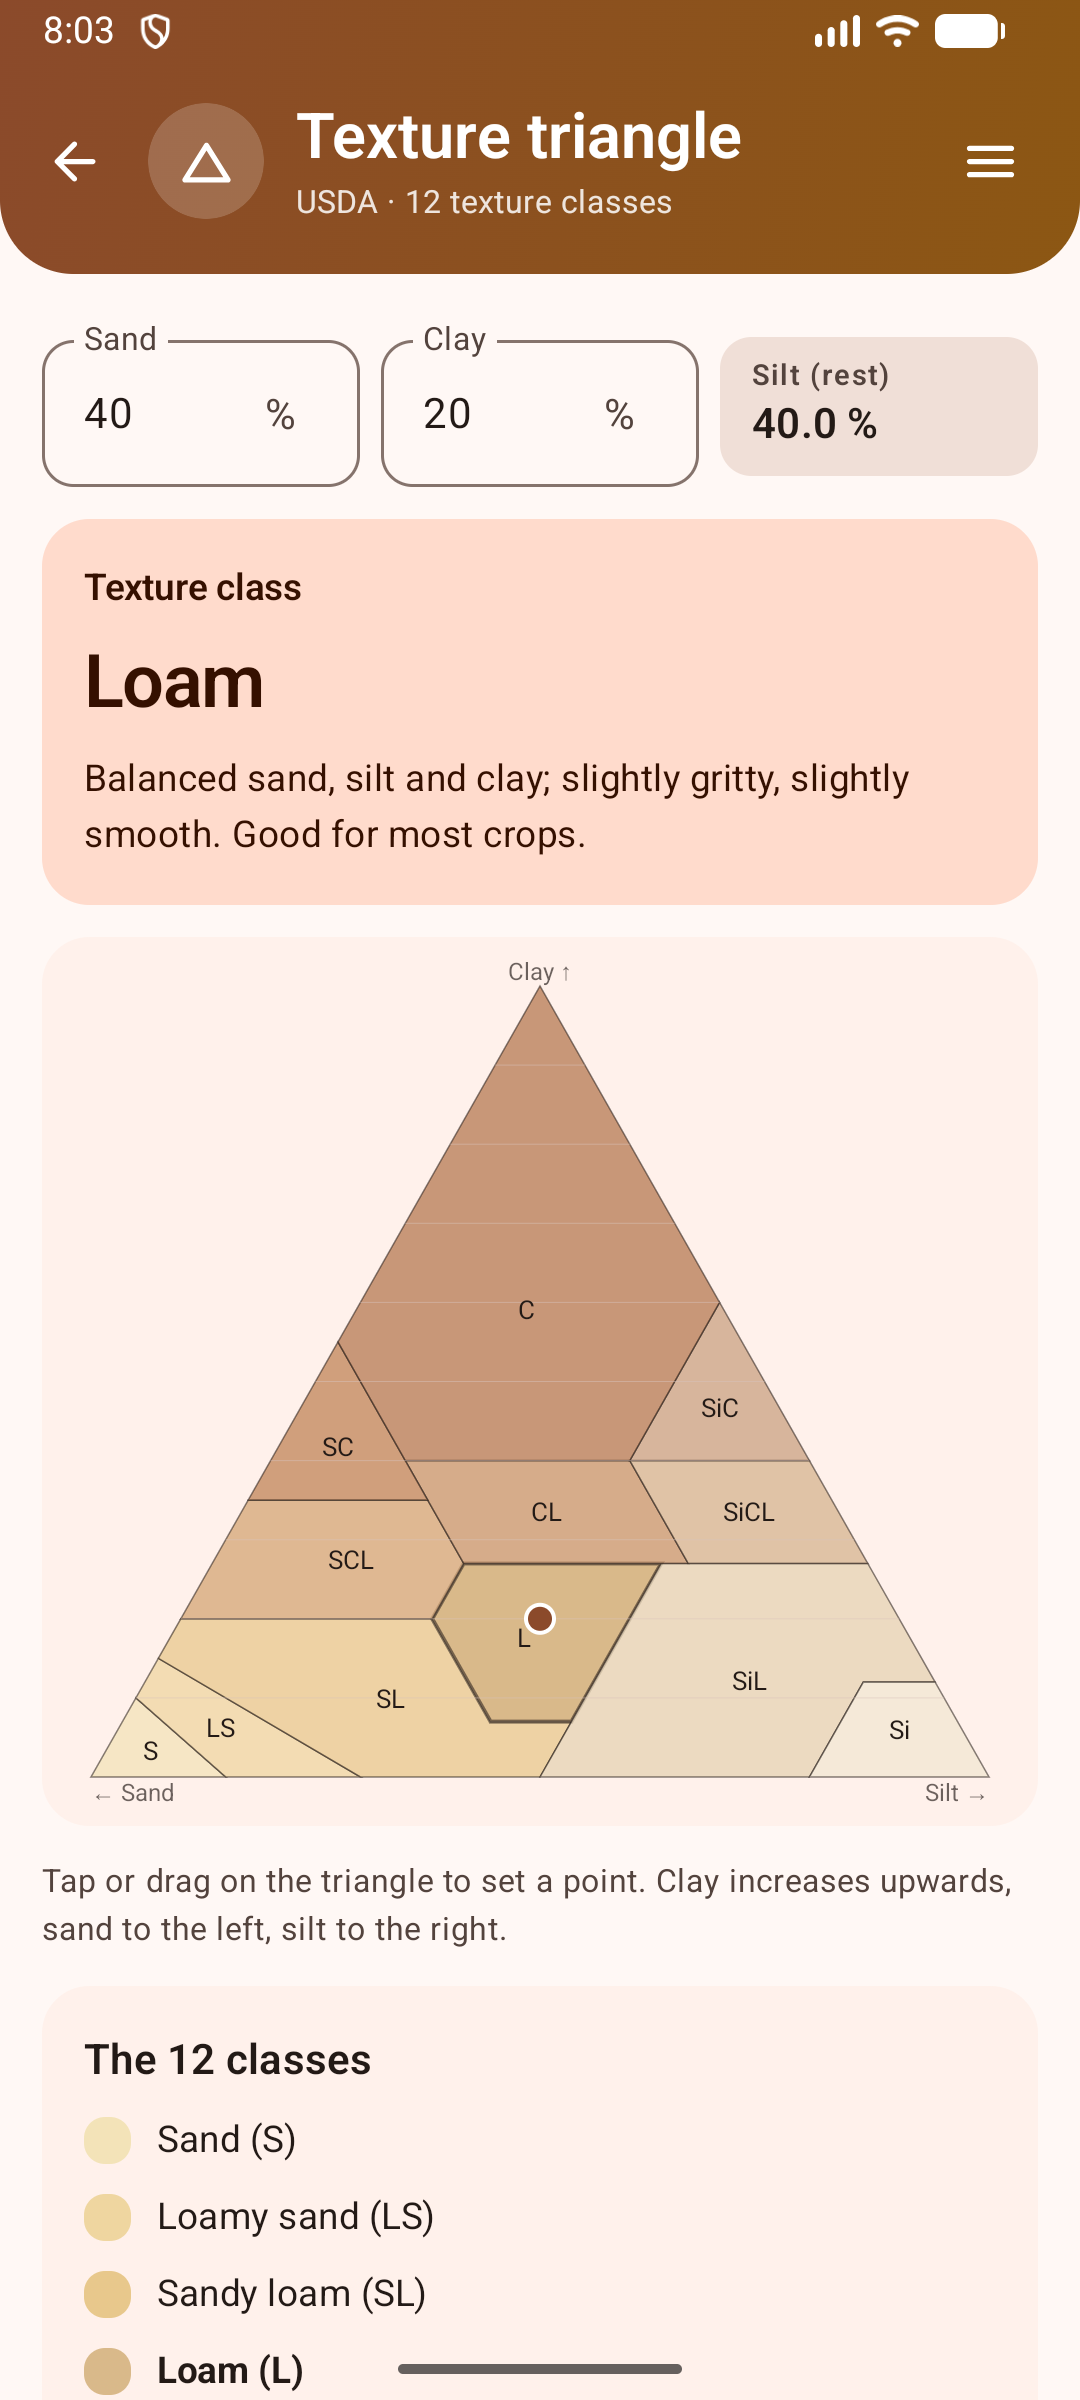 8:03
Texture triangle
USDA · 12 texture classes
Sand
40 %
Clay
20 %
Silt (rest)
40.0 %
Texture class
Loam
Balanced sand, silt and clay; slightly gritty, slightly
smooth. Good for most crops.
Clay ↑
C
SiC
SC
CL
SiCL
SCL
L
SiL
SL
LS
Si
S
← Sand
Silt →
Tap or drag on the triangle to set a point. Clay increases upwards,
sand to the left, silt to the right.
The 12 classes
Sand (S)
Loamy sand (LS)
Sandy loam (SL)
Loam (L)